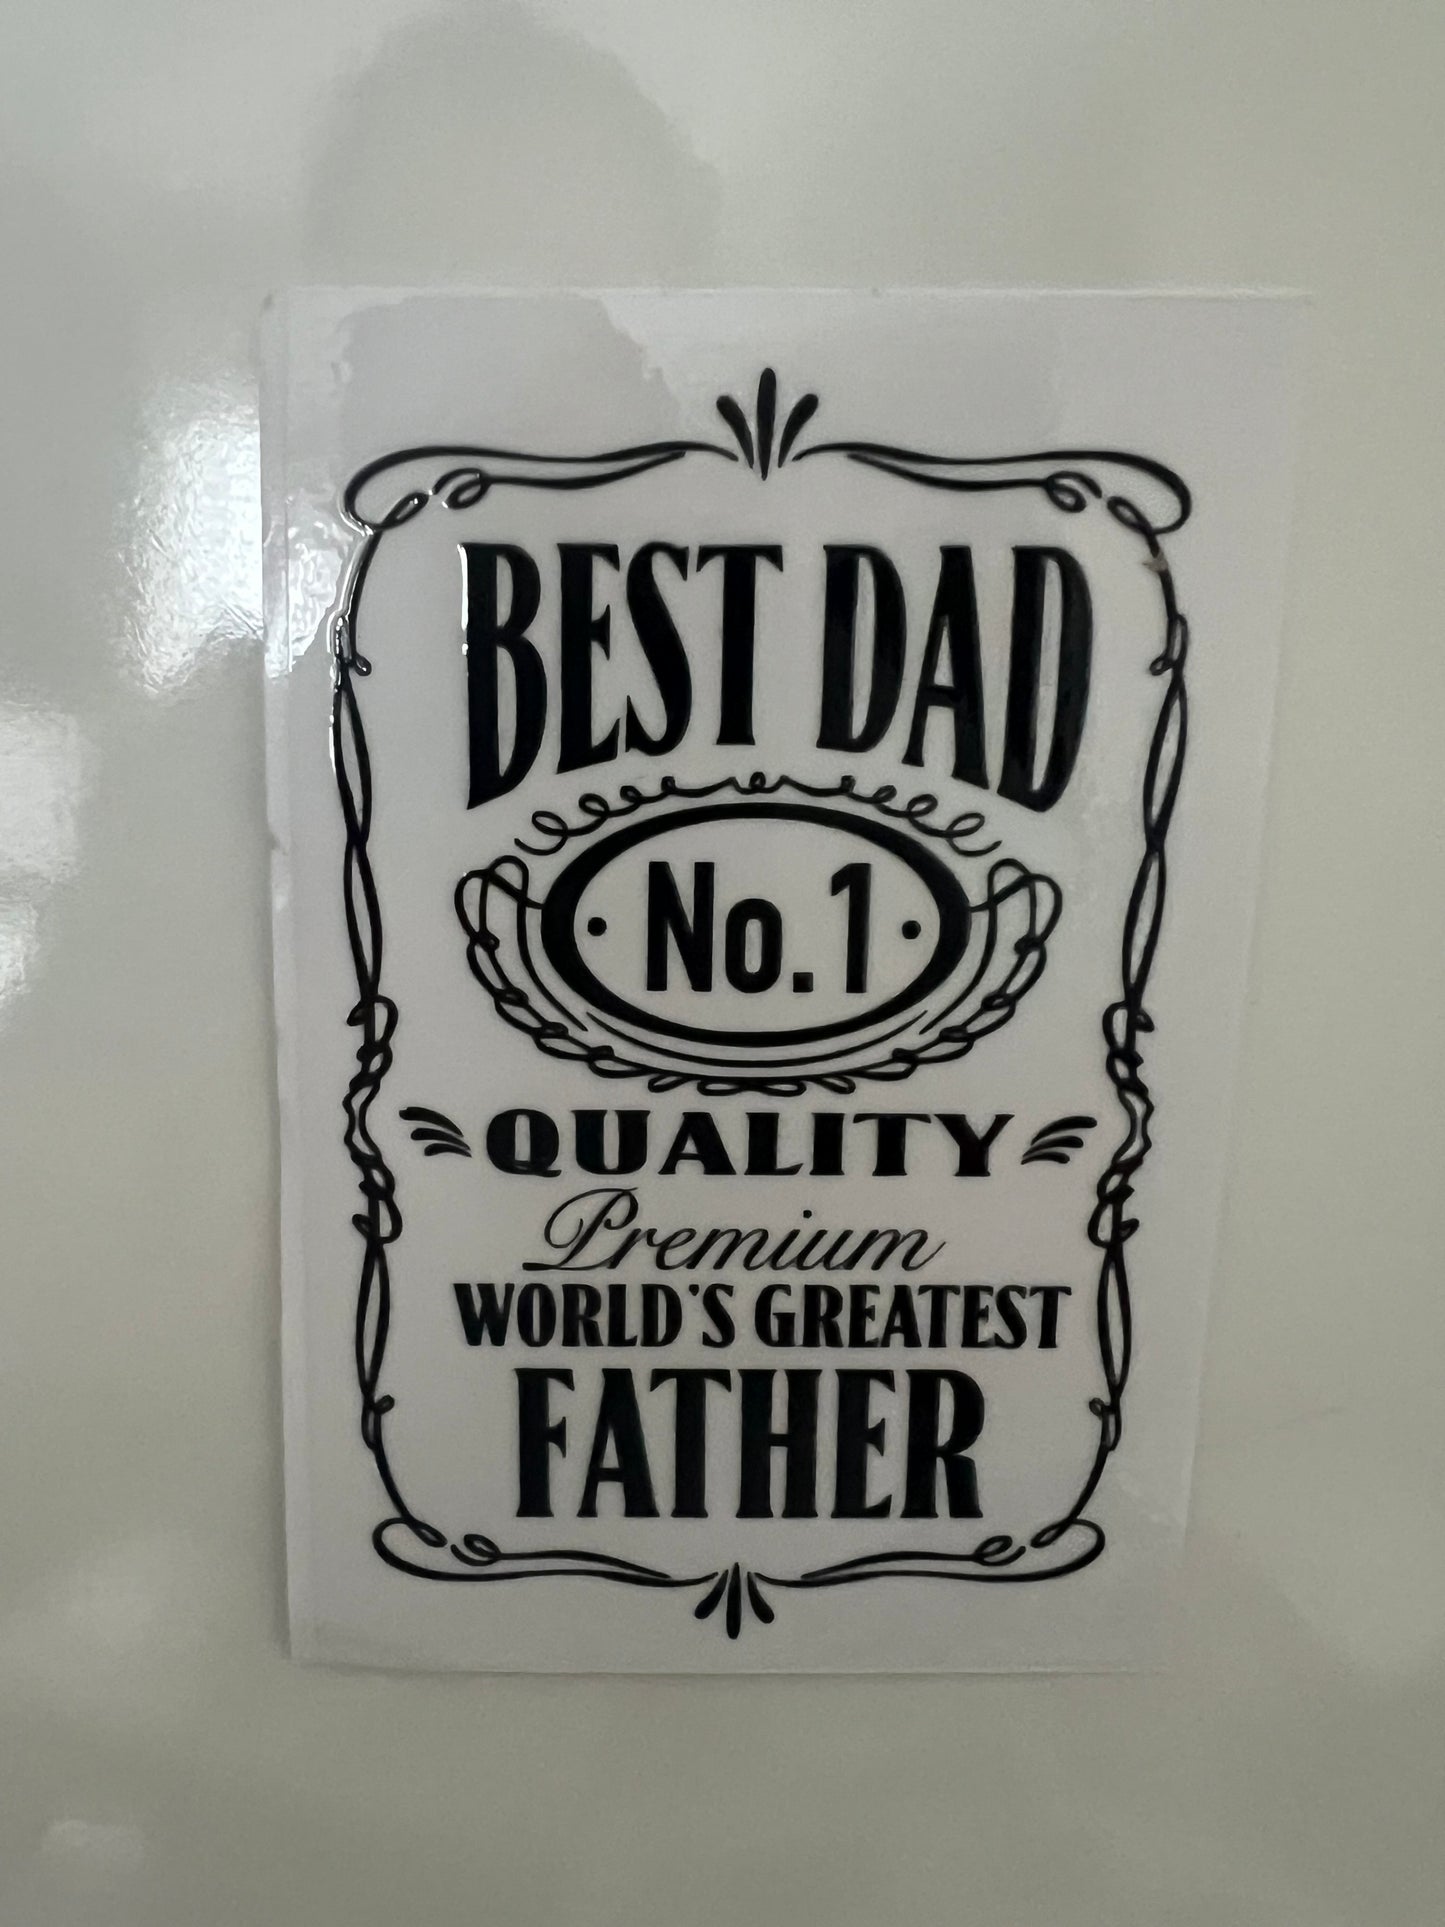 BEST DAD
No. 1
QUALITY
Premium
WORLD'S GREATEST
FATHER